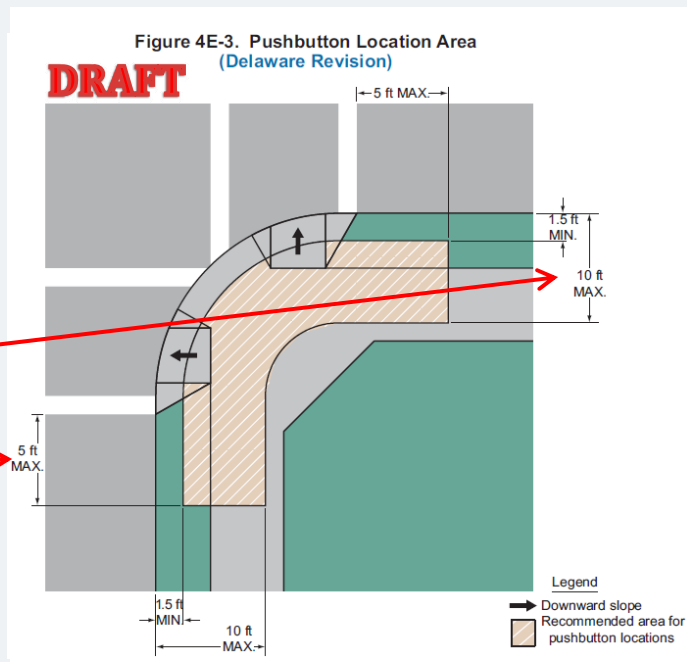 Figure 4E-3.  Pushbutton Location Area
(Delaware Revision)
DRAFT
5 ft MAX.
1.5 ft
MIN.
10 ft
MAX.
5 ft
MAX.
1.5 ft
MIN.
10 ft
MAX.
Legend
Downward slope
Recommended area for
pushbutton locations